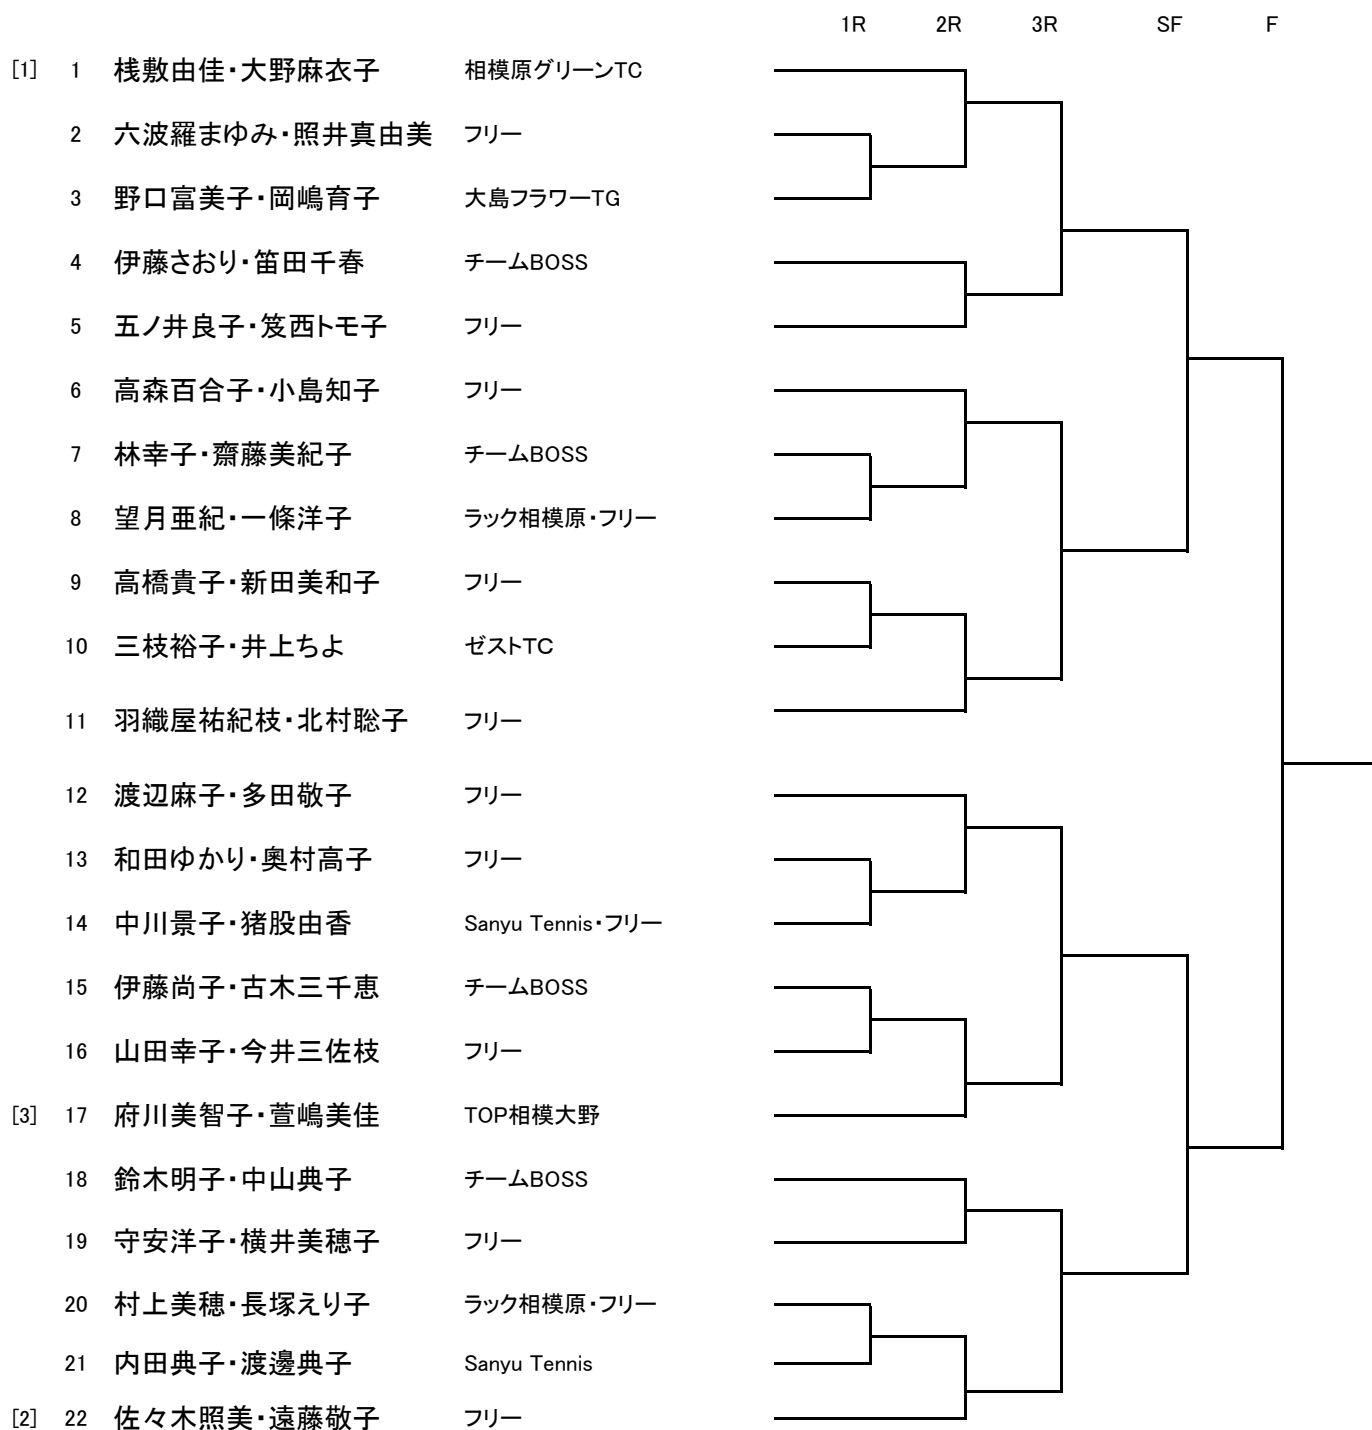 1R 2R 3R SF F
[1] 1 桟敷由佳・大野麻衣子 相模原グリーンTC
2 六波羅まゆみ・照井真由美 フリー
3 野口富美子・岡嶋育子 大島フラワーTG
4 伊藤さおり・笛田千春 チームBOSS
5 五ノ井良子・笈西トモ子 フリー
6 高森百合子・小島知子 フリー
7 林幸子・齋藤美紀子 チームBOSS
8 望月亜紀・一條洋子 ラック相模原・フリー
9 高橋貴子・新田美和子 フリー
10 三枝裕子・井上ちよ ゼストTC
11 羽織屋祐紀枝・北村聡子 フリー
12 渡辺麻子・多田敬子 フリー
13 和田ゆかり・奥村高子 フリー
14 中川景子・猪股由香 Sanyu Tennis・フリー
15 伊藤尚子・古木三千恵 チームBOSS
16 山田幸子・今井三佐枝 フリー
[3] 17 府川美智子・萱嶋美佳 TOP相模大野
18 鈴木明子・中山典子 チームBOSS
19 守安洋子・横井美穂子 フリー
20 村上美穂・長塚えり子 ラック相模原・フリー
21 内田典子・渡邊典子 Sanyu Tennis
[2] 22 佐々木照美・遠藤敬子 フリー